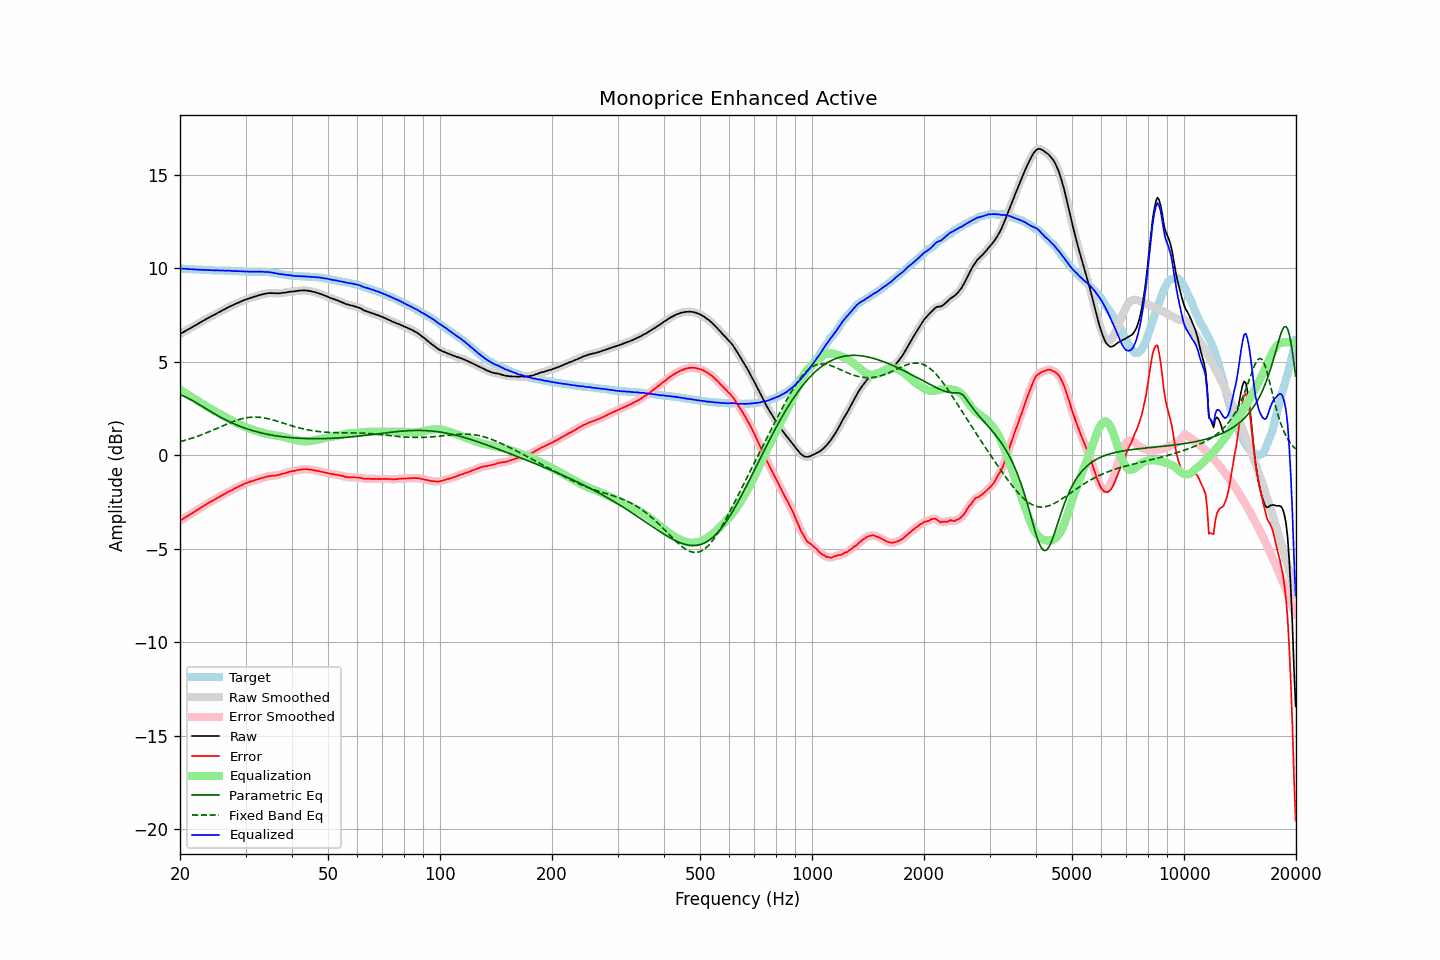 Monoprice Enhanced Active
Amplitude (dBr)
15
10
5
0
−5
−10
−15
−20
Target
Raw Smoothed
Error Smoothed
Raw
Error
Equalization
Parametric Eq
Fixed Band Eq
Equalized
20 50 100 200 500 1000 2000 5000 10000 20000
Frequency (Hz)